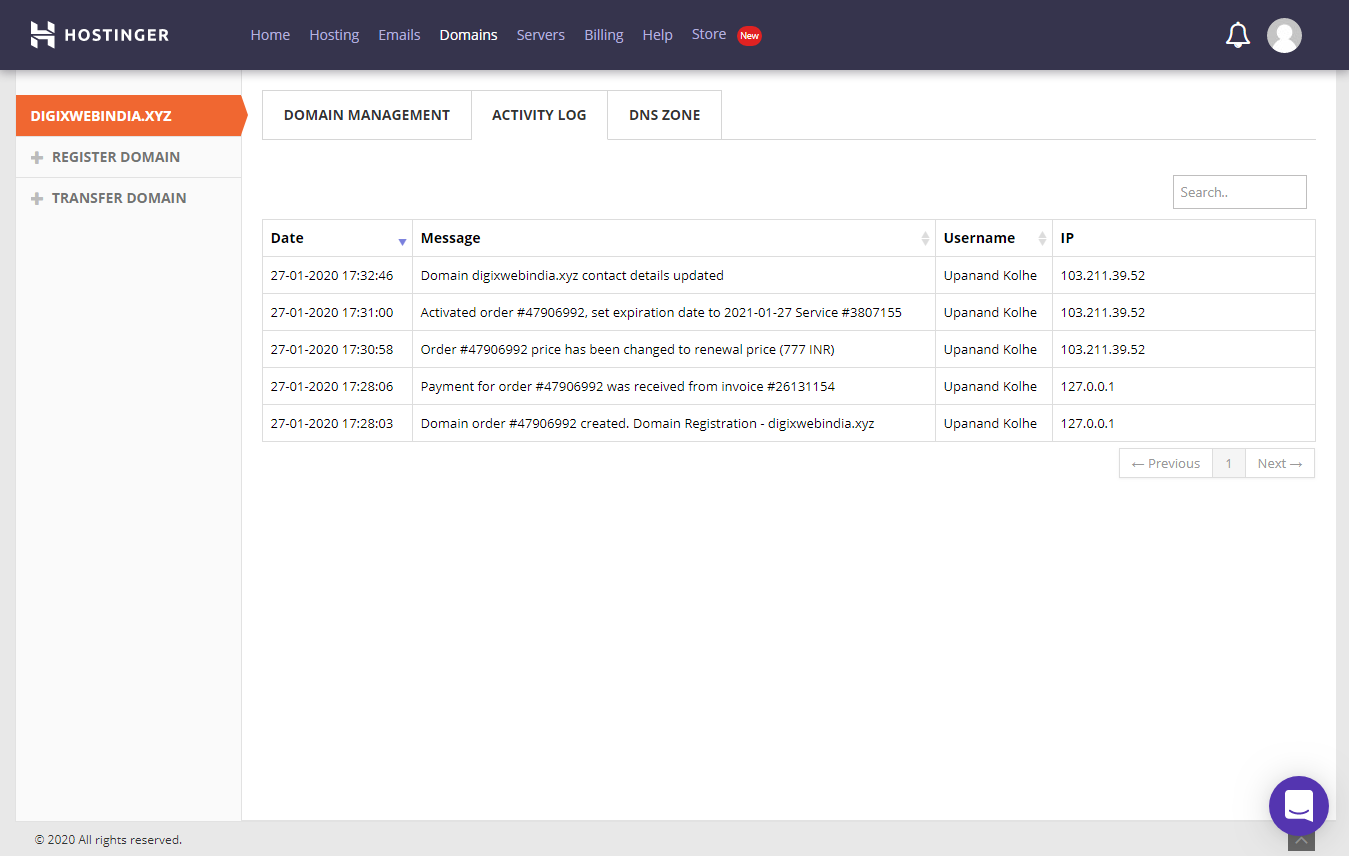 HOSTINGER
Home Hosting Emails Domains Servers Billing Help Store New
DIGIXWEBINDIA.XYZ
REGISTER DOMAIN
TRANSFER DOMAIN
DOMAIN MANAGEMENT ACTIVITY LOG DNS ZONE
Search..
Date Message Username IP
27-01-2020 17:32:46 Domain digixwebindia.xyz contact details updated Upanand Kolhe 103.211.39.52
27-01-2020 17:31:00 Activated order #47906992, set expiration date to 2021-01-27 Service #3807155 Upanand Kolhe 103.211.39.52
27-01-2020 17:30:58 Order #47906992 price has been changed to renewal price (777 INR) Upanand Kolhe 103.211.39.52
27-01-2020 17:28:06 Payment for order #47906992 was received from invoice #26131154 Upanand Kolhe 127.0.0.1
27-01-2020 17:28:03 Domain order #47906992 created. Domain Registration - digixwebindia.xyz Upanand Kolhe 127.0.0.1
← Previous 1 Next →
© 2020 All rights reserved.